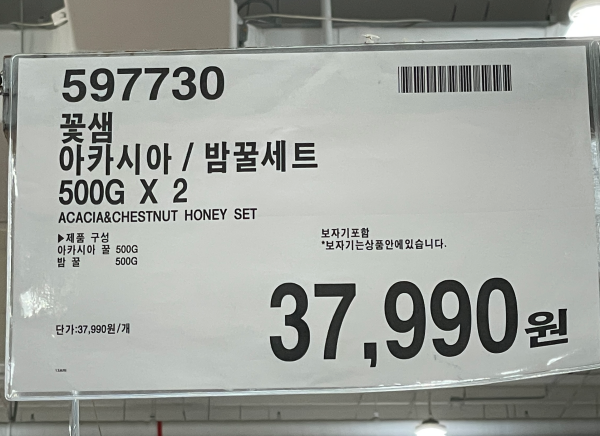 597730
꽃샘
아카시아 / 밤꿀세트
500G X 2
ACACIA&CHESTNUT HONEY SET
▶제품 구성
아카시아 꿀 500G
밤 꿀 500G
보자기포함
*보자기는상품안에있습니다.
단가:37,990원/개
37,990원